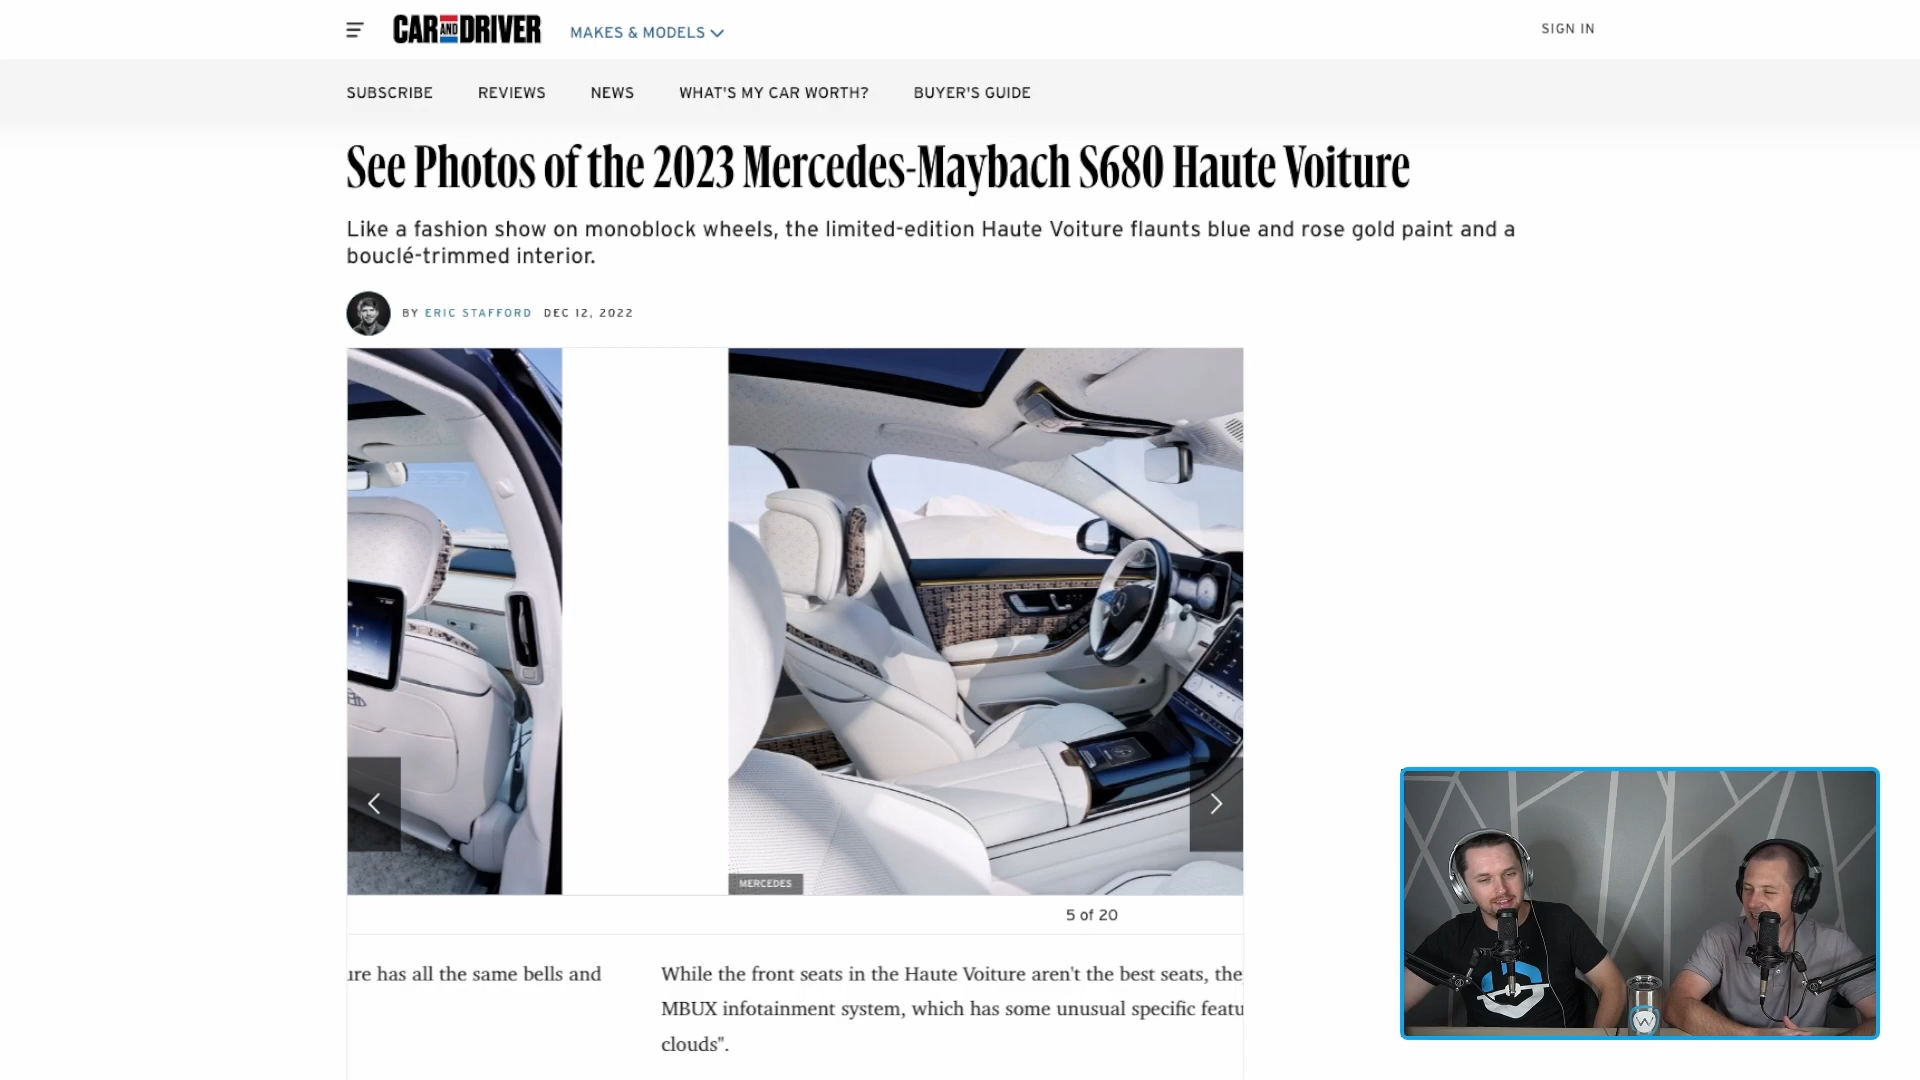 CAR AND DRIVER
MAKES & MODELS
SIGN IN
SUBSCRIBE
REVIEWS
NEWS
WHAT'S MY CAR WORTH?
BUYER'S GUIDE
See Photos of the 2023 Mercedes-Maybach S680 Haute Voiture
Like a fashion show on monoblock wheels, the limited-edition Haute Voiture flaunts blue and rose gold paint and a
bouclé-trimmed interior.
BY ERIC STAFFORD DEC 12, 2022
MERCEDES
5 of 20
ure has all the same bells and
While the front seats in the Haute Voiture aren't the best seats, the
MBUX infotainment system, which has some unusual specific featu
clouds".
W